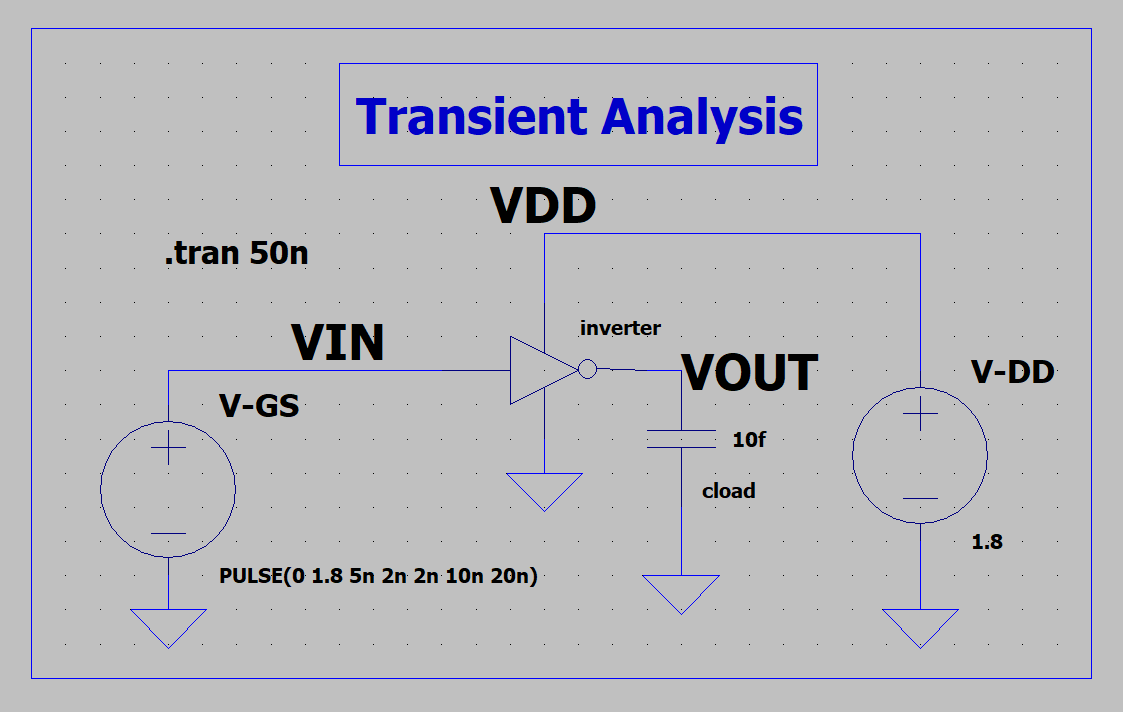 Transient Analysis
VDD
.tran 50n
VIN
inverter
VOUT
V-DD
V-GS
10f
cload
1.8
PULSE(0 1.8 5n 2n 2n 10n 20n)